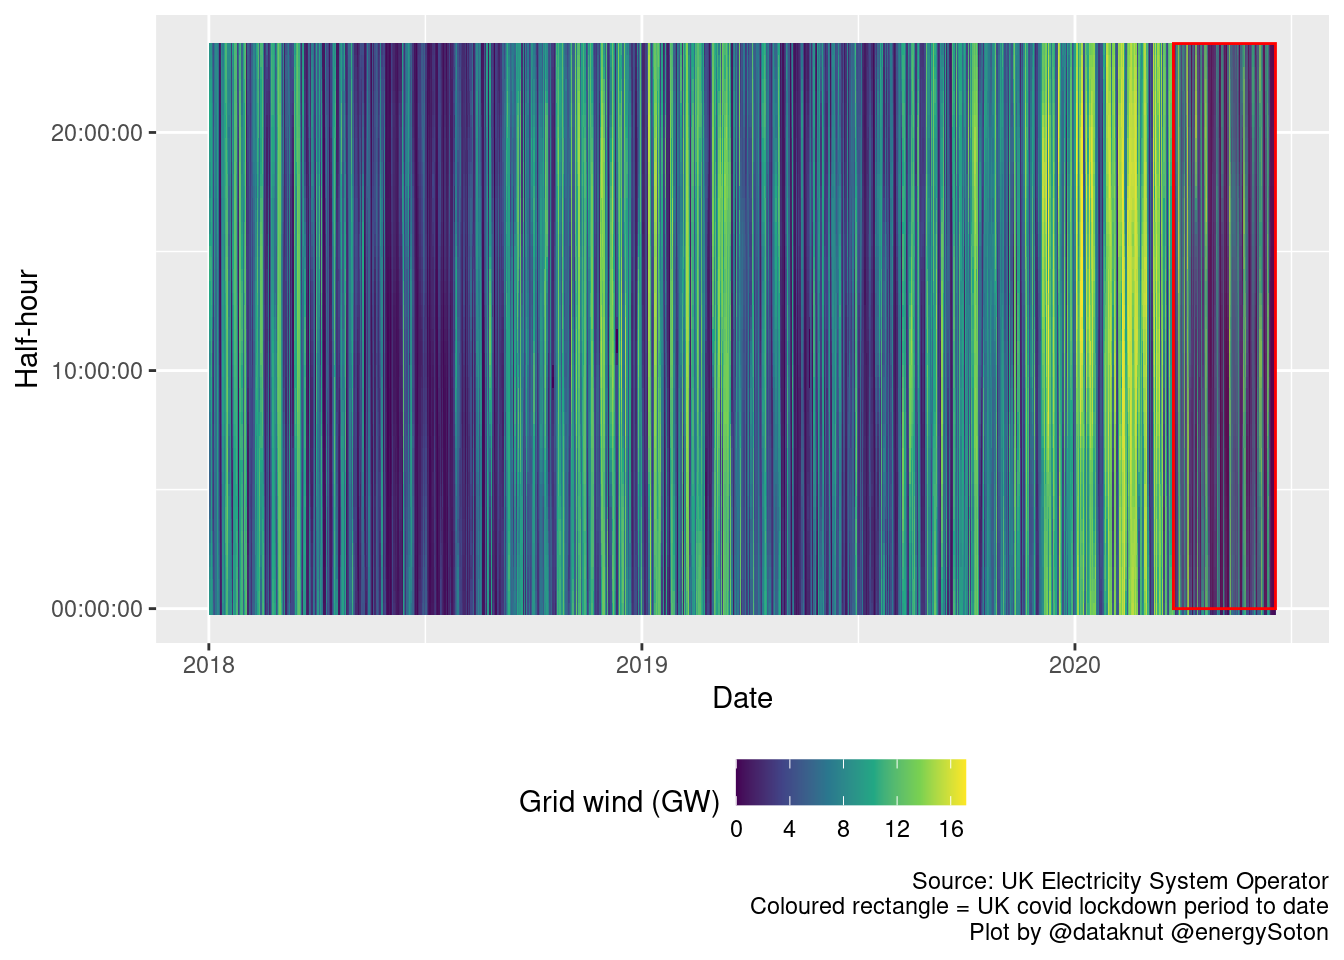 20:00:00
10:00:00
00:00:00
Half-hour
2018 2019 2020
Date
Grid wind (GW)
0 4 8 12 16
Source: UK Electricity System Operator
Coloured rectangle = UK covid lockdown period to date
Plot by @dataknut @energySoton